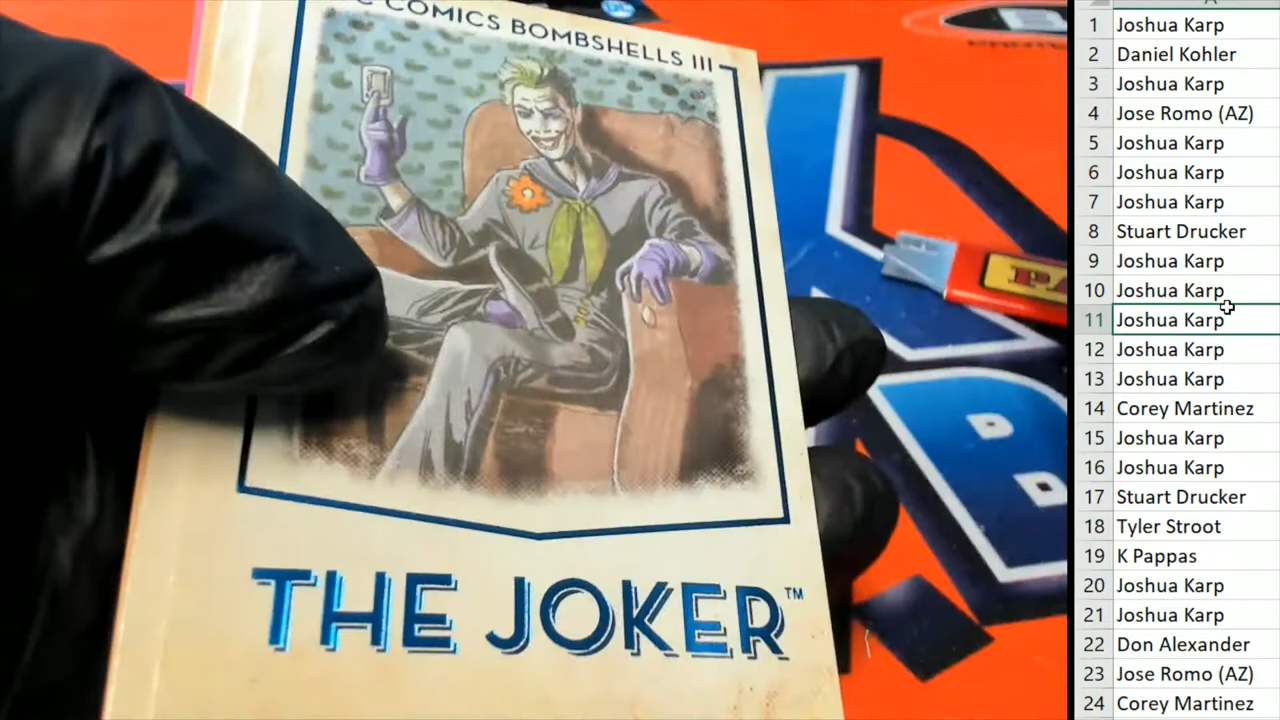 C COMICS BOMBSHELLS III
THE JOKER™
A
1 Joshua Karp
2 Daniel Kohler
3 Joshua Karp
4 Jose Romo (AZ)
5 Joshua Karp
6 Joshua Karp
7 Joshua Karp
8 Stuart Drucker
9 Joshua Karp
10 Joshua Karp
11 Joshua Karp
12 Joshua Karp
13 Joshua Karp
14 Corey Martinez
15 Joshua Karp
16 Joshua Karp
17 Stuart Drucker
18 Tyler Stroot
19 K Pappas
20 Joshua Karp
21 Joshua Karp
22 Don Alexander
23 Jose Romo (AZ)
24 Corey Martinez